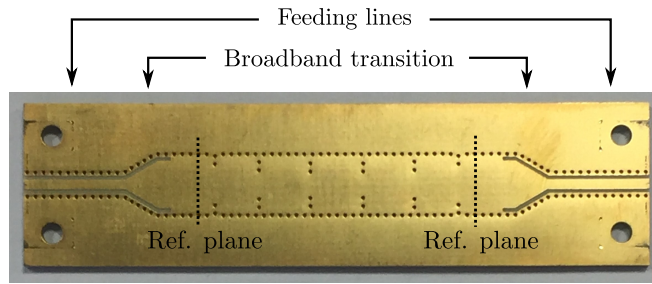 Feeding lines
Broadband transition
Ref. plane
Ref. plane